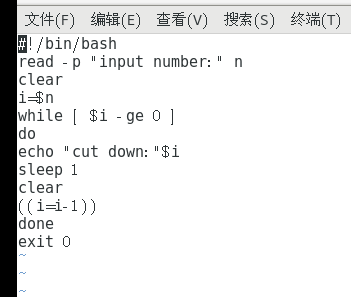 文件(F) 编辑(E) 查看(V) 搜索(S) 终端(T)
#!/bin/bash
read -p "input number:" n
clear
i=$n
while [ $i -ge 0 ]
do
echo "cut down:"$i
sleep 1
clear
((i=i-1))
done
exit 0
~
~
~